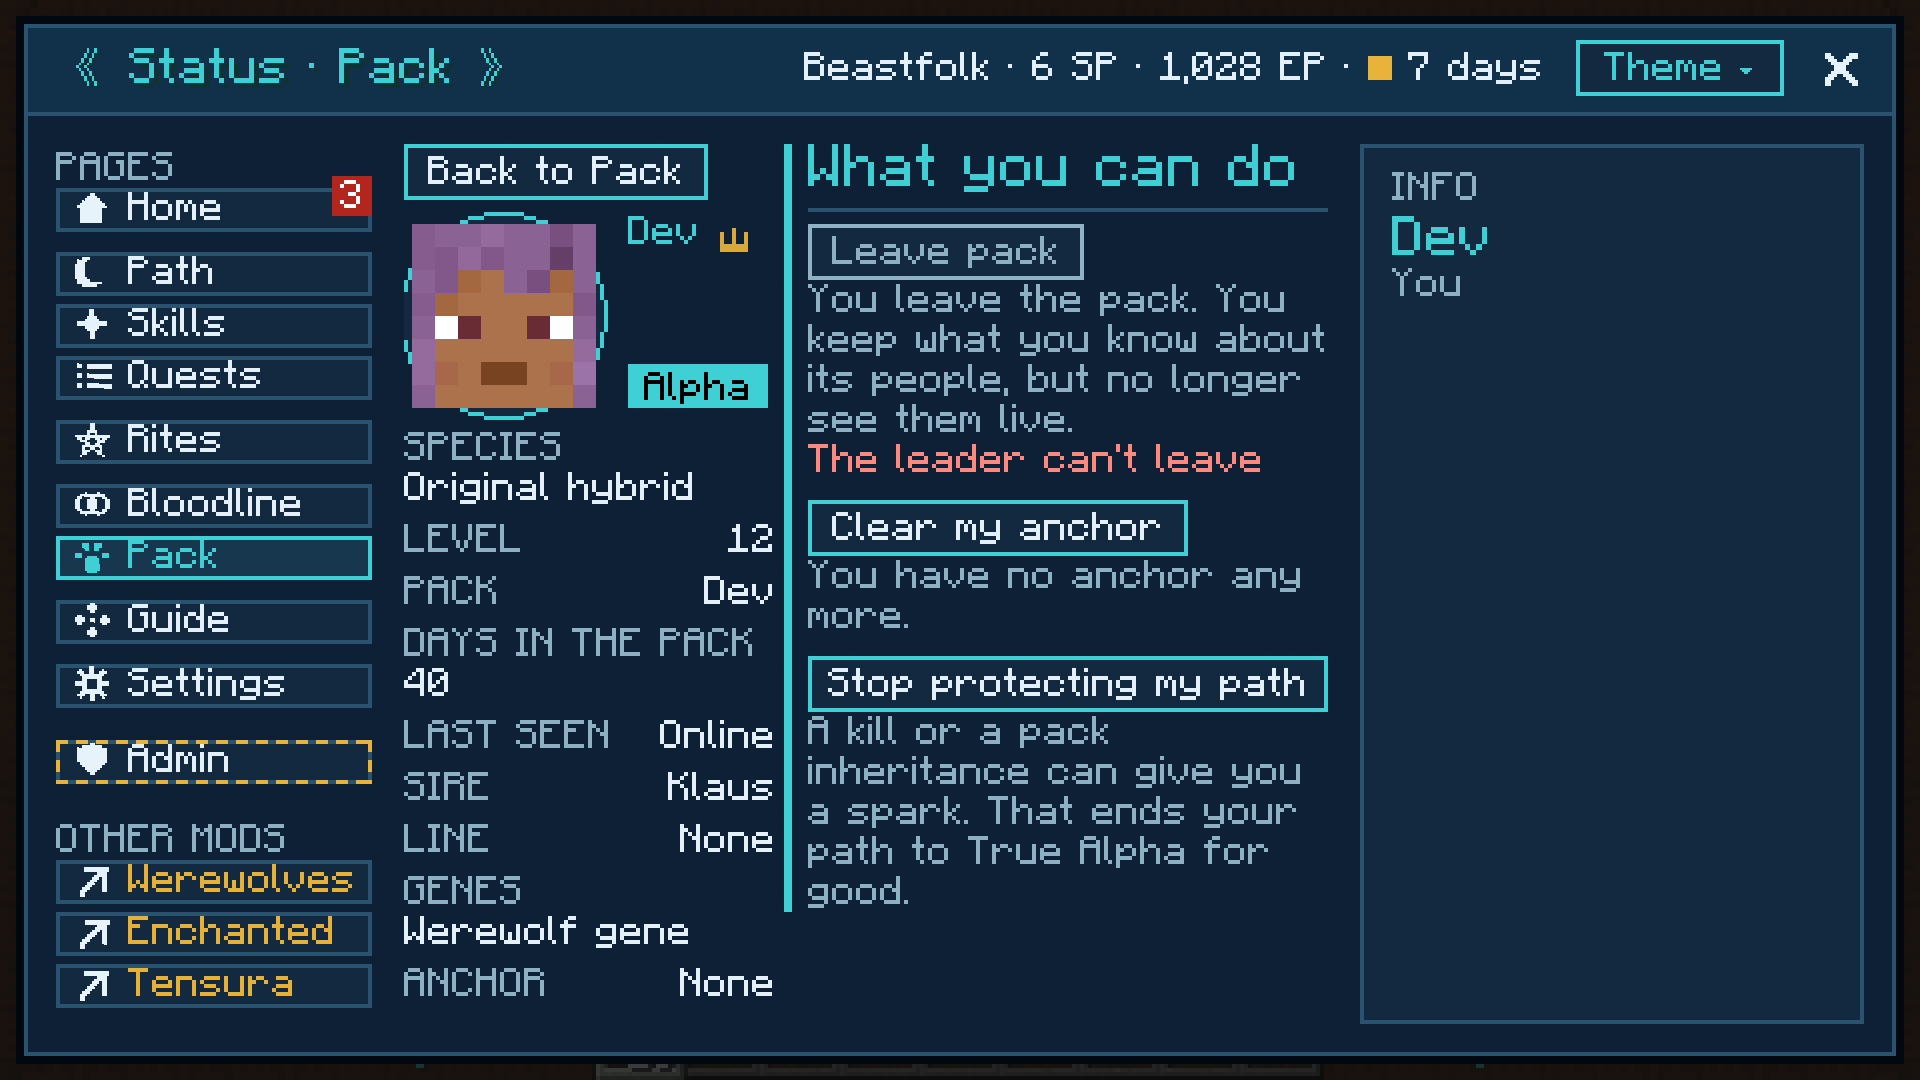 《 Status · Pack 》
Beastfolk · 6 SP · 1,028 EP · 7 days
Theme
PAGES
Home
3
Path
Skills
Quests
Rites
Bloodline
Pack
Guide
Settings
Admin
OTHER MODS
Werewolves
Enchanted
Tensura
Back to Pack
Dev
Alpha
SPECIES
Original hybrid
LEVEL 12
PACK Dev
DAYS IN THE PACK
40
LAST SEEN Online
SIRE Klaus
LINE None
GENES
Werewolf gene
ANCHOR None
What you can do
Leave pack
You leave the pack. You
keep what you know about
its people, but no longer
see them live.
The leader can't leave
Clear my anchor
You have no anchor any
more.
Stop protecting my path
A kill or a pack
inheritance can give you
a spark. That ends your
path to True Alpha for
good.
INFO
Dev
You